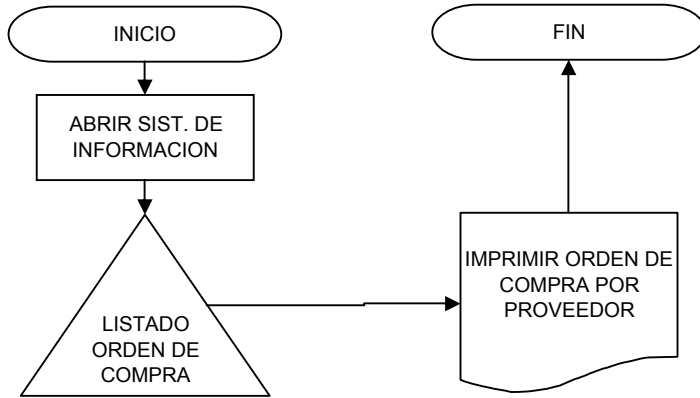 INICIO
ABRIR SIST. DE
INFORMACION
LISTADO
ORDEN DE
COMPRA
IMPRIMIR ORDEN DE
COMPRA POR
PROVEEDOR
FIN